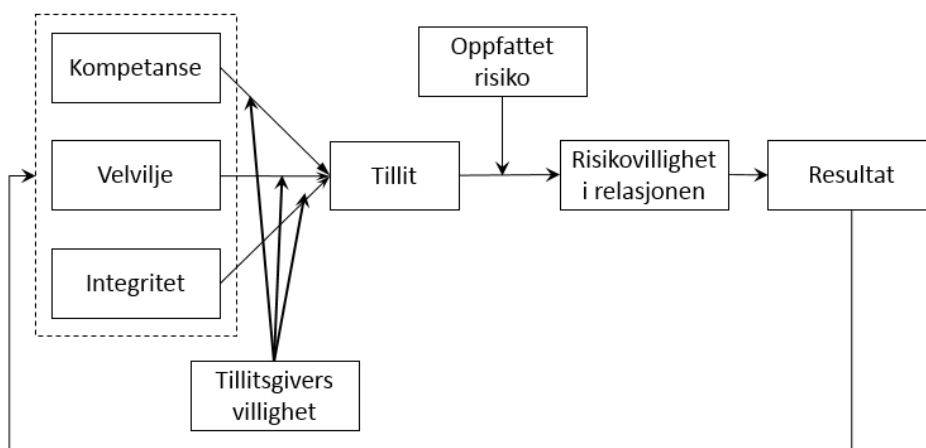 Kompetanse
Velvilje
Integritet
Tillitsgivers
villighet
Tillit
Oppfattet
risiko
Risikovillighet
i relasjonen
Resultat